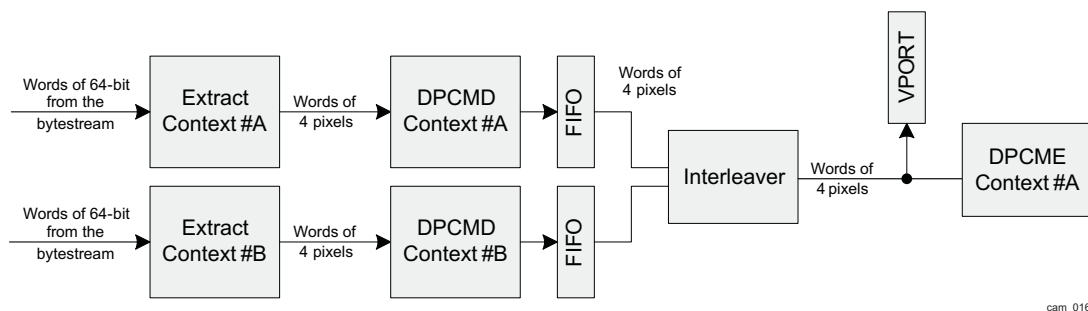 Words of 64-bit
from the
bytestream
Extract
Context #A
Words of
4 pixels
DPCMD
Context #A
FIFO
Words of
4 pixels
Interleaver
Words of
4 pixels
VPORT
DPCME
Context #A
Words of 64-bit
from the
bytestream
Extract
Context #B
Words of
4 pixels
DPCMD
Context #B
FIFO
cam_016